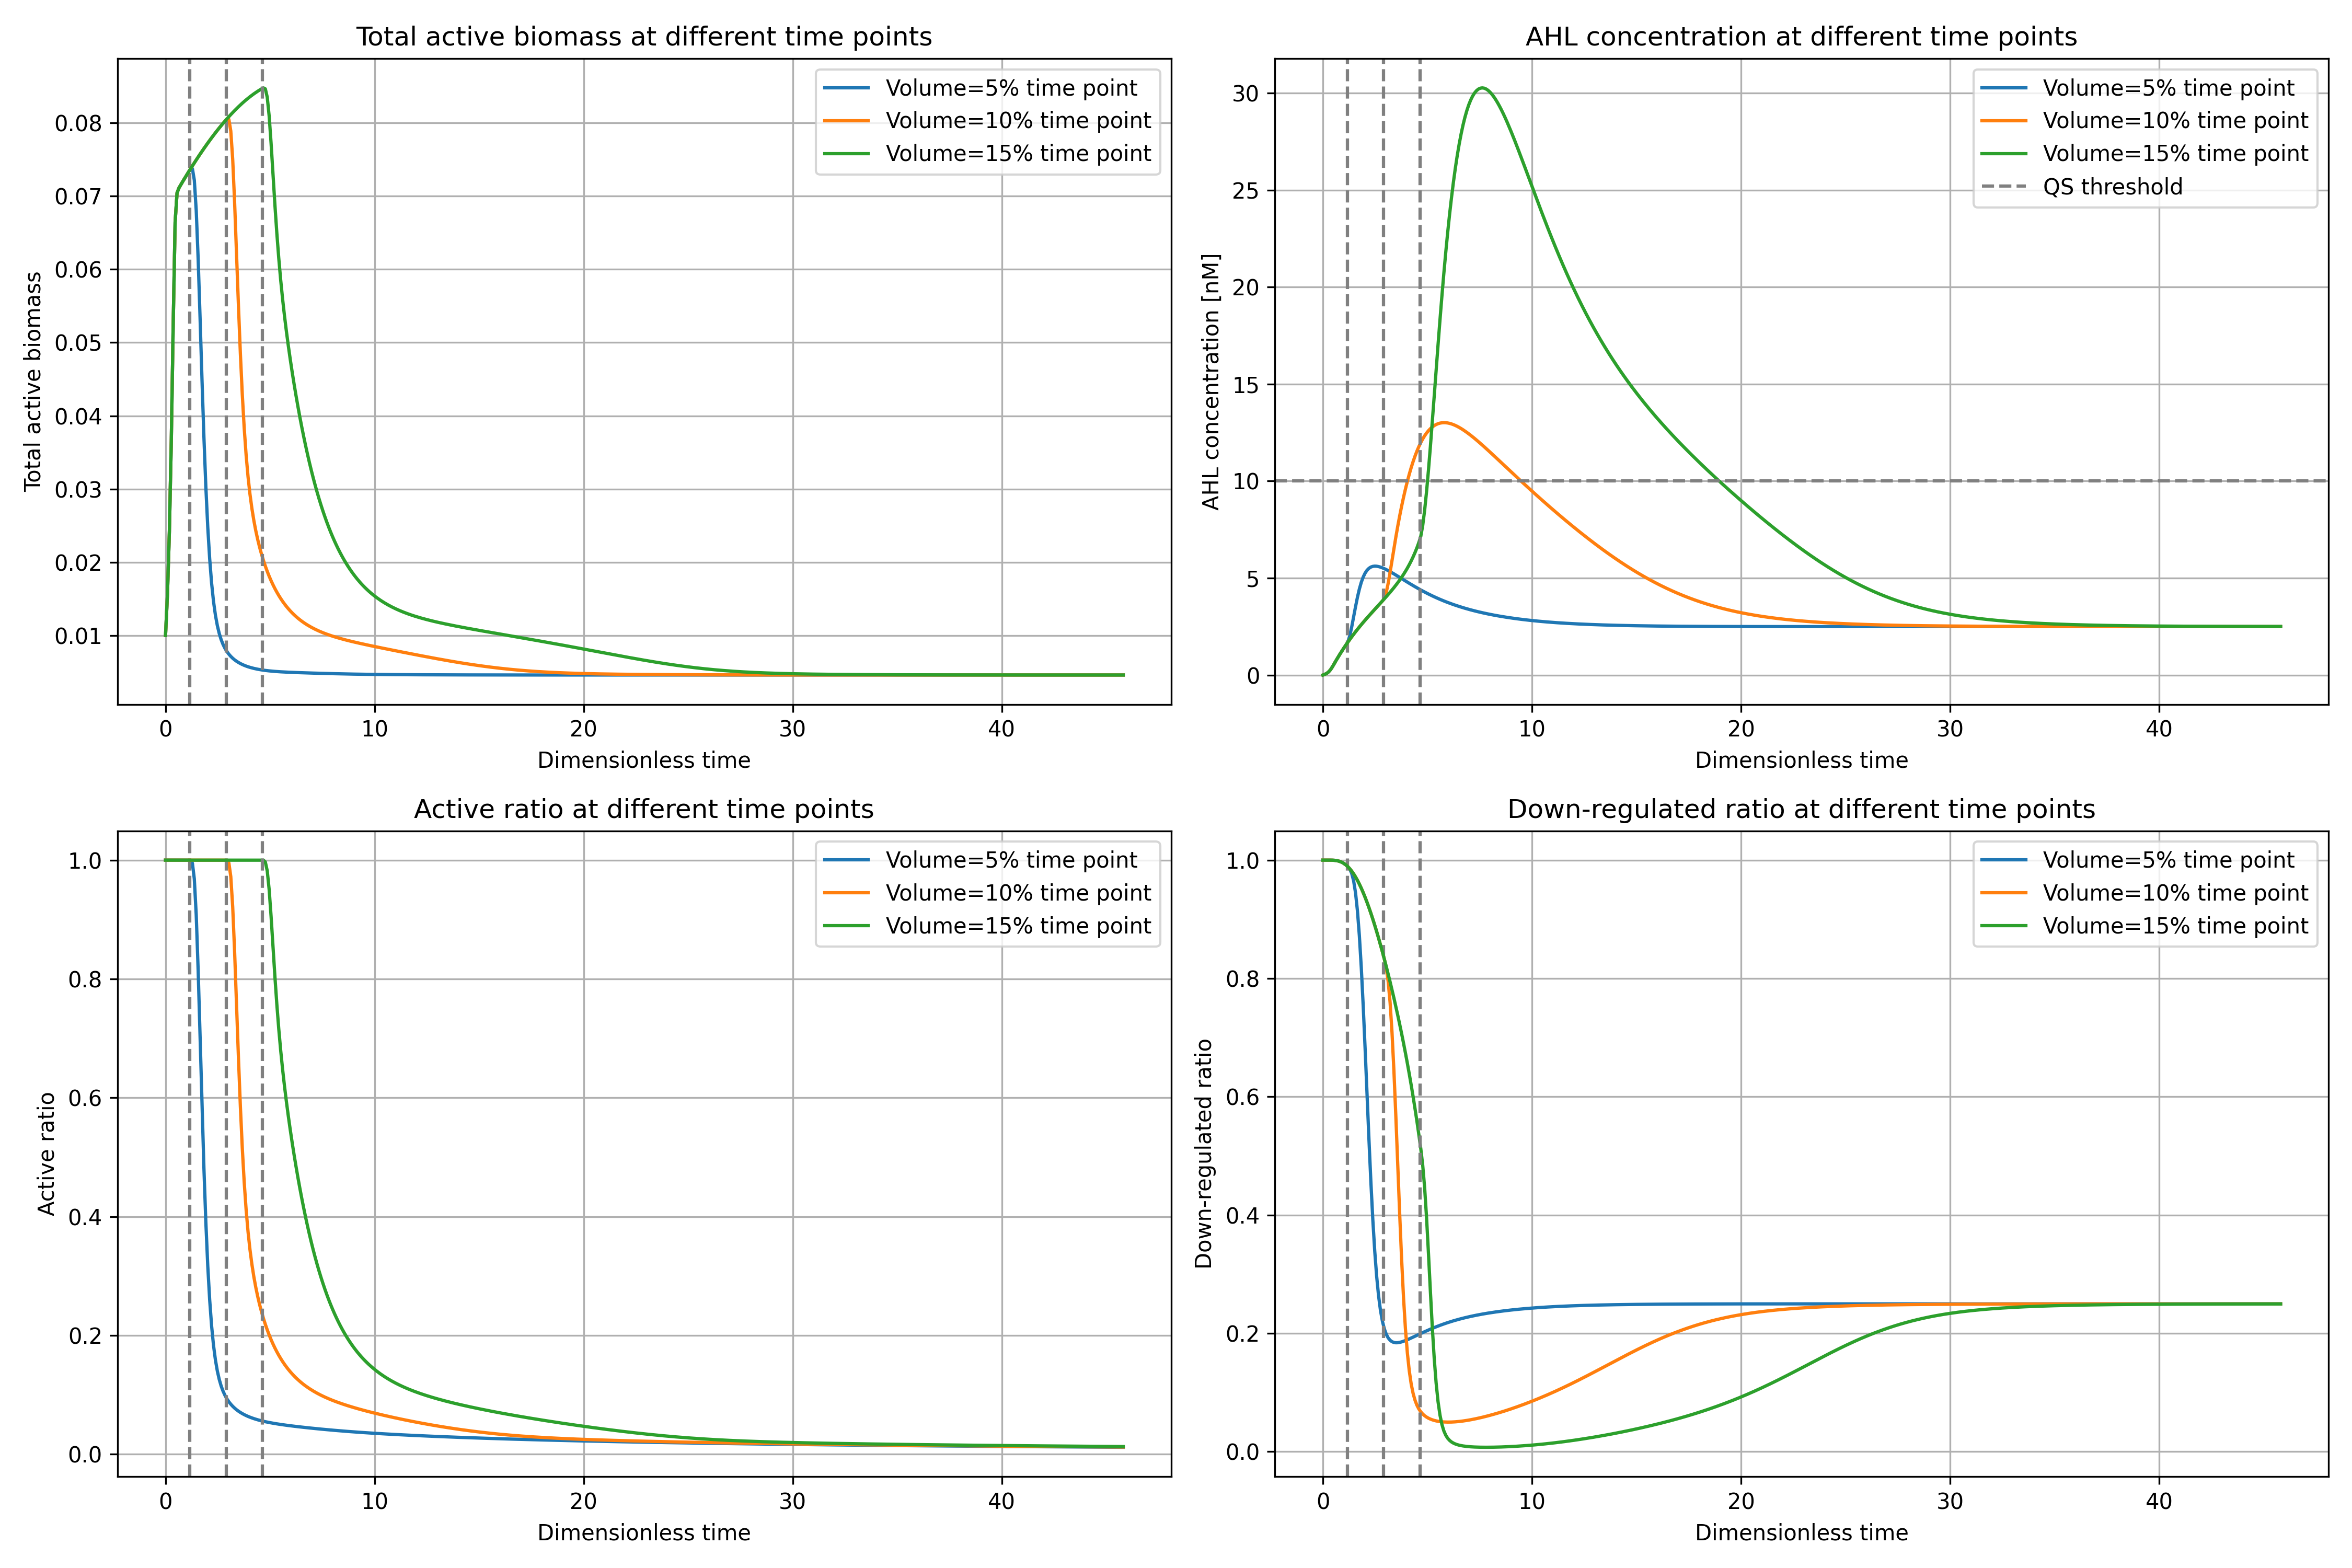 Total active biomass at different time points
Total active biomass
0.08
0.07
0.06
0.05
0.04
0.03
0.02
0.01
0
10
20
30
40
Dimensionless time
Volume=5% time point
Volume=10% time point
Volume=15% time point
AHL concentration at different time points
AHL concentration [nM]
30
25
20
15
10
5
0
0
10
20
30
40
Dimensionless time
Volume=5% time point
Volume=10% time point
Volume=15% time point
QS threshold
Active ratio at different time points
Active ratio
1.0
0.8
0.6
0.4
0.2
0.0
0
10
20
30
40
Dimensionless time
Volume=5% time point
Volume=10% time point
Volume=15% time point
Down-regulated ratio at different time points
Down-regulated ratio
1.0
0.8
0.6
0.4
0.2
0.0
0
10
20
30
40
Dimensionless time
Volume=5% time point
Volume=10% time point
Volume=15% time point